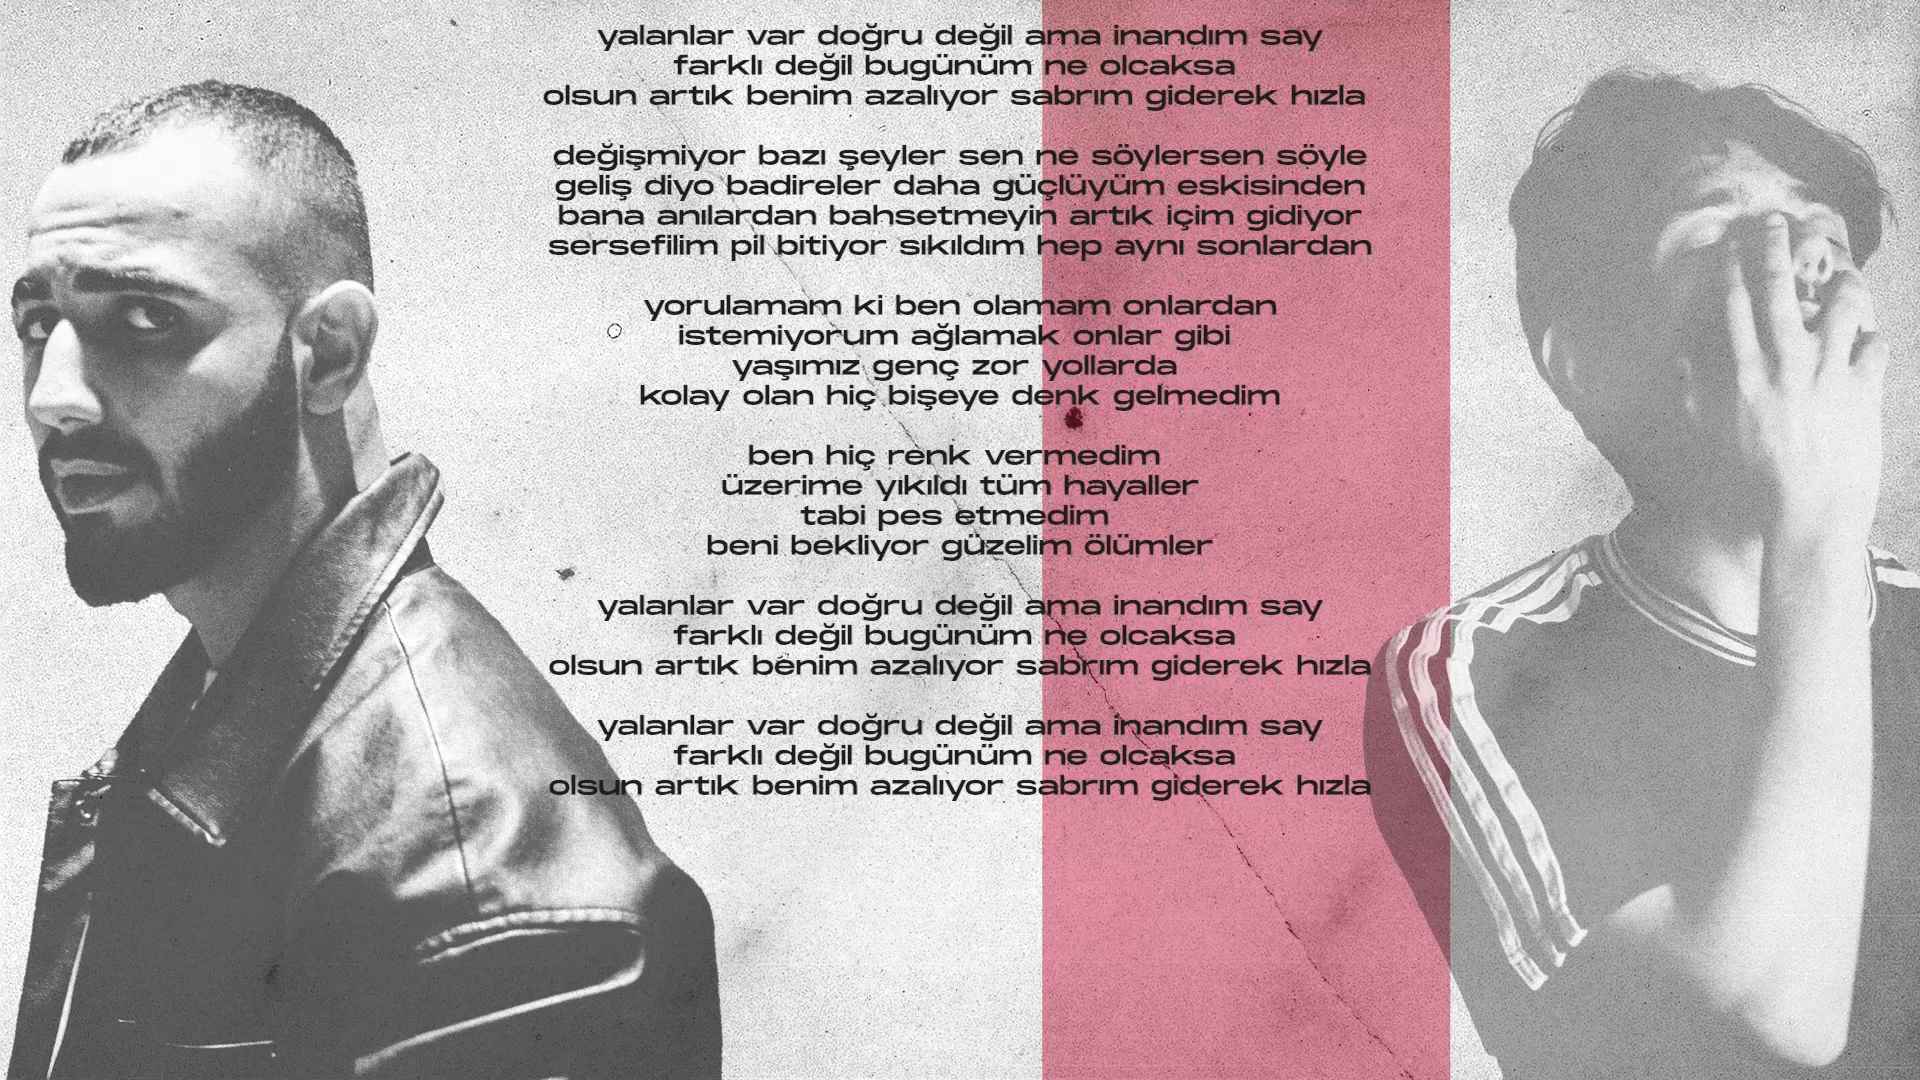 yalanlar var doğru değil ama inandım say
farklı değil bugünüm ne olcaksa
olsun artık benim azalıyor sabrım giderek hızla
değişmiyor bazı şeyler sen ne söylersen söyle
geliş diyo badireler daha güçlüyüm eskisinden
bana anılardan bahsetmeyin artık içim gidiyor
sersefilim pil bitiyor sıkıldım hep aynı sonlardan
yorulamam ki ben olamam onlardan
istemiyorum ağlamak onlar gibi
yaşımız genç zor yollarda
kolay olan hiç bişeye denk gelmedim
ben hiç renk vermedim
üzerime yıkıldı tüm hayaller
tabi pes etmedim
beni bekliyor güzelim ölümler
yalanlar var doğru değil ama inandım say
farklı değil bugünüm ne olcaksa
olsun artık benim azalıyor sabrım giderek hızla
yalanlar var doğru değil ama inandım say
farklı değil bugünüm ne olcaksa
olsun artık benim azalıyor sabrım giderek hızla